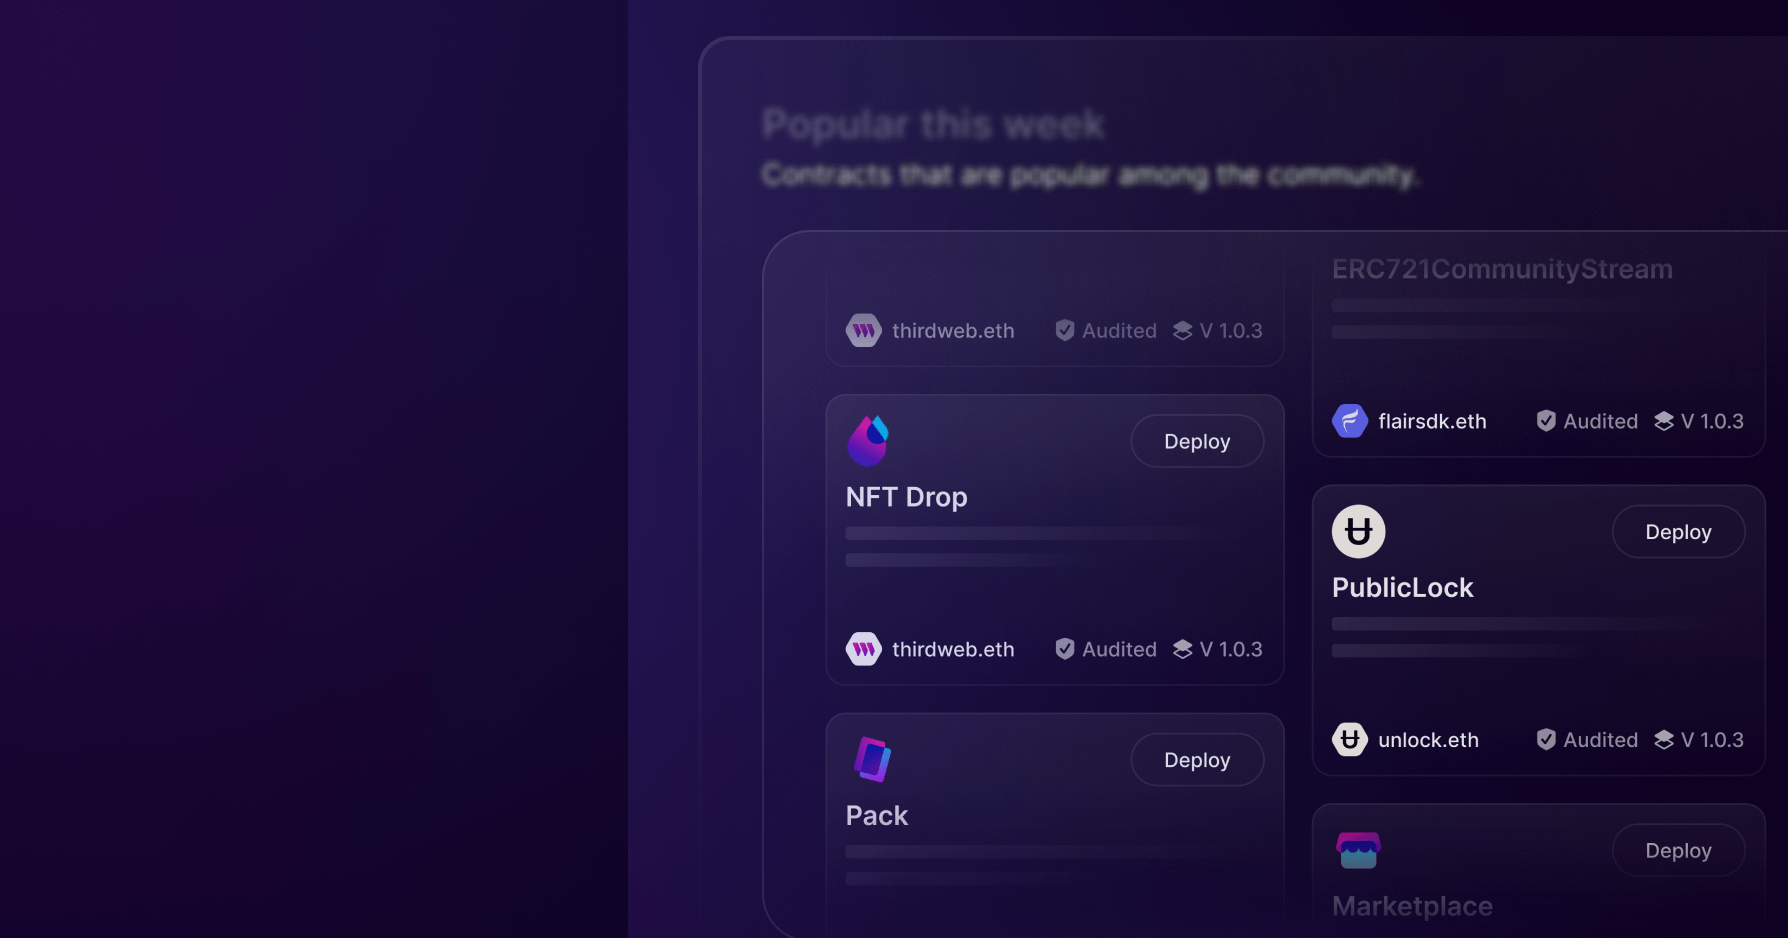 Popular this week
Contracts that are popular among the community.
thirdweb.eth Audited V 1.0.3
Deploy
NFT Drop
thirdweb.eth Audited V 1.0.3
Deploy
Pack
ERC721CommunityStream
flairsdk.eth Audited V 1.0.3
Deploy
PublicLock
unlock.eth Audited V 1.0.3
Deploy
Marketplace